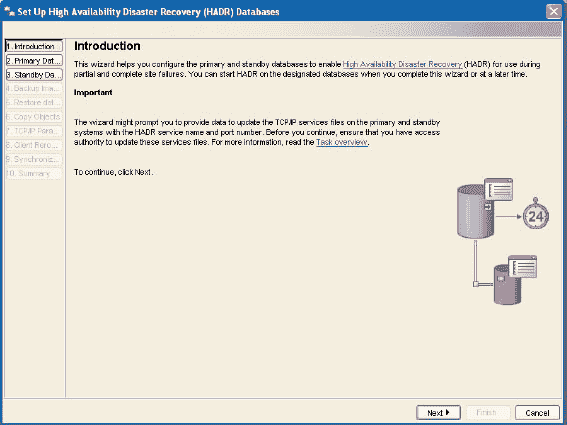 Set Up High Availability Disaster Recovery (HADR) Databases
1. Introduction
2. Primary Dat...
3. Standby Da...
4. Backup Ima...
5. Restore dat...
6. Copy Objects
7. TCP/IP Para...
8. Client Rero...
9. Synchroniz...
10. Summary
Introduction
This wizard helps you configure the primary and standby databases to enable High Availability Disaster Recovery (HADR) for use during
partial and complete site failures. You can start HADR on the designated databases when you complete this wizard or at a later time.
Important
The wizard might prompt you to provide data to update the TCP/IP services files on the primary and standby
systems with the HADR service name and port number. Before you continue, ensure that you have access
authority to update these services files. For more information, read the Task overview.
To continue, click Next.
24
Next
Finish
Cancel